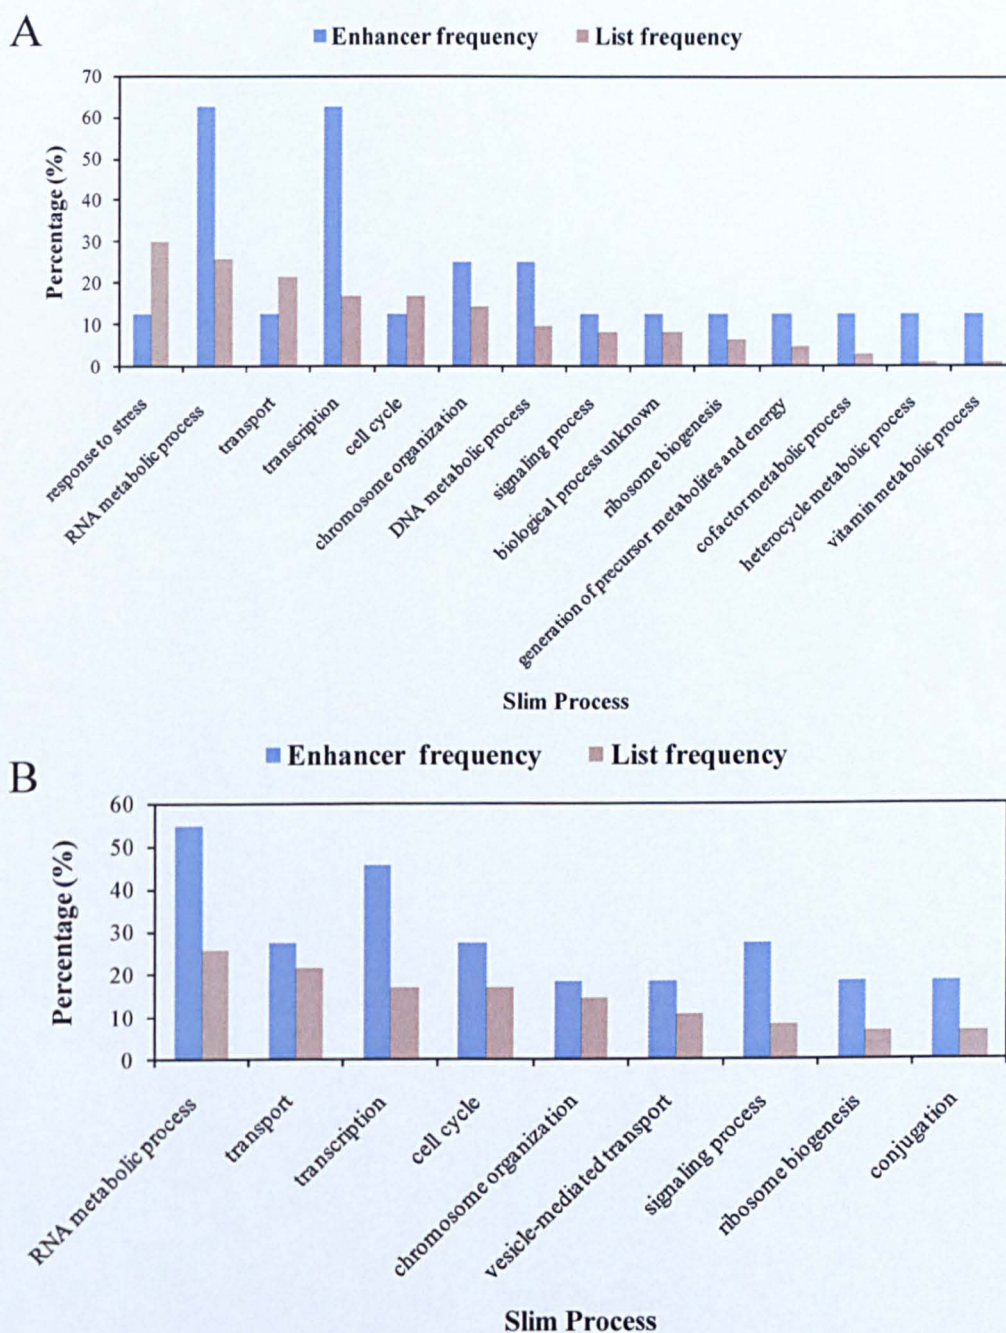 A
Enhancer frequency List frequency
70
60
50
40
30
20
10
0
Percentage (%)
response to stress
RNA metabolic process
transport
transcription
cell cycle
chromosome organization
DNA metabolic process
signaling process
biological process unknown
ribosome biogenesis
generation of precursor metabolites and energy
cofactor metabolic process
heterocycle metabolic process
vitamin metabolic process
Slim Process
B
Enhancer frequency List frequency
60
50
40
30
20
10
0
Percentage (%)
RNA metabolic process
transport
transcription
cell cycle
chromosome organization
vesicle-mediated transport
signaling process
ribosome biogenesis
conjugation
Slim Process